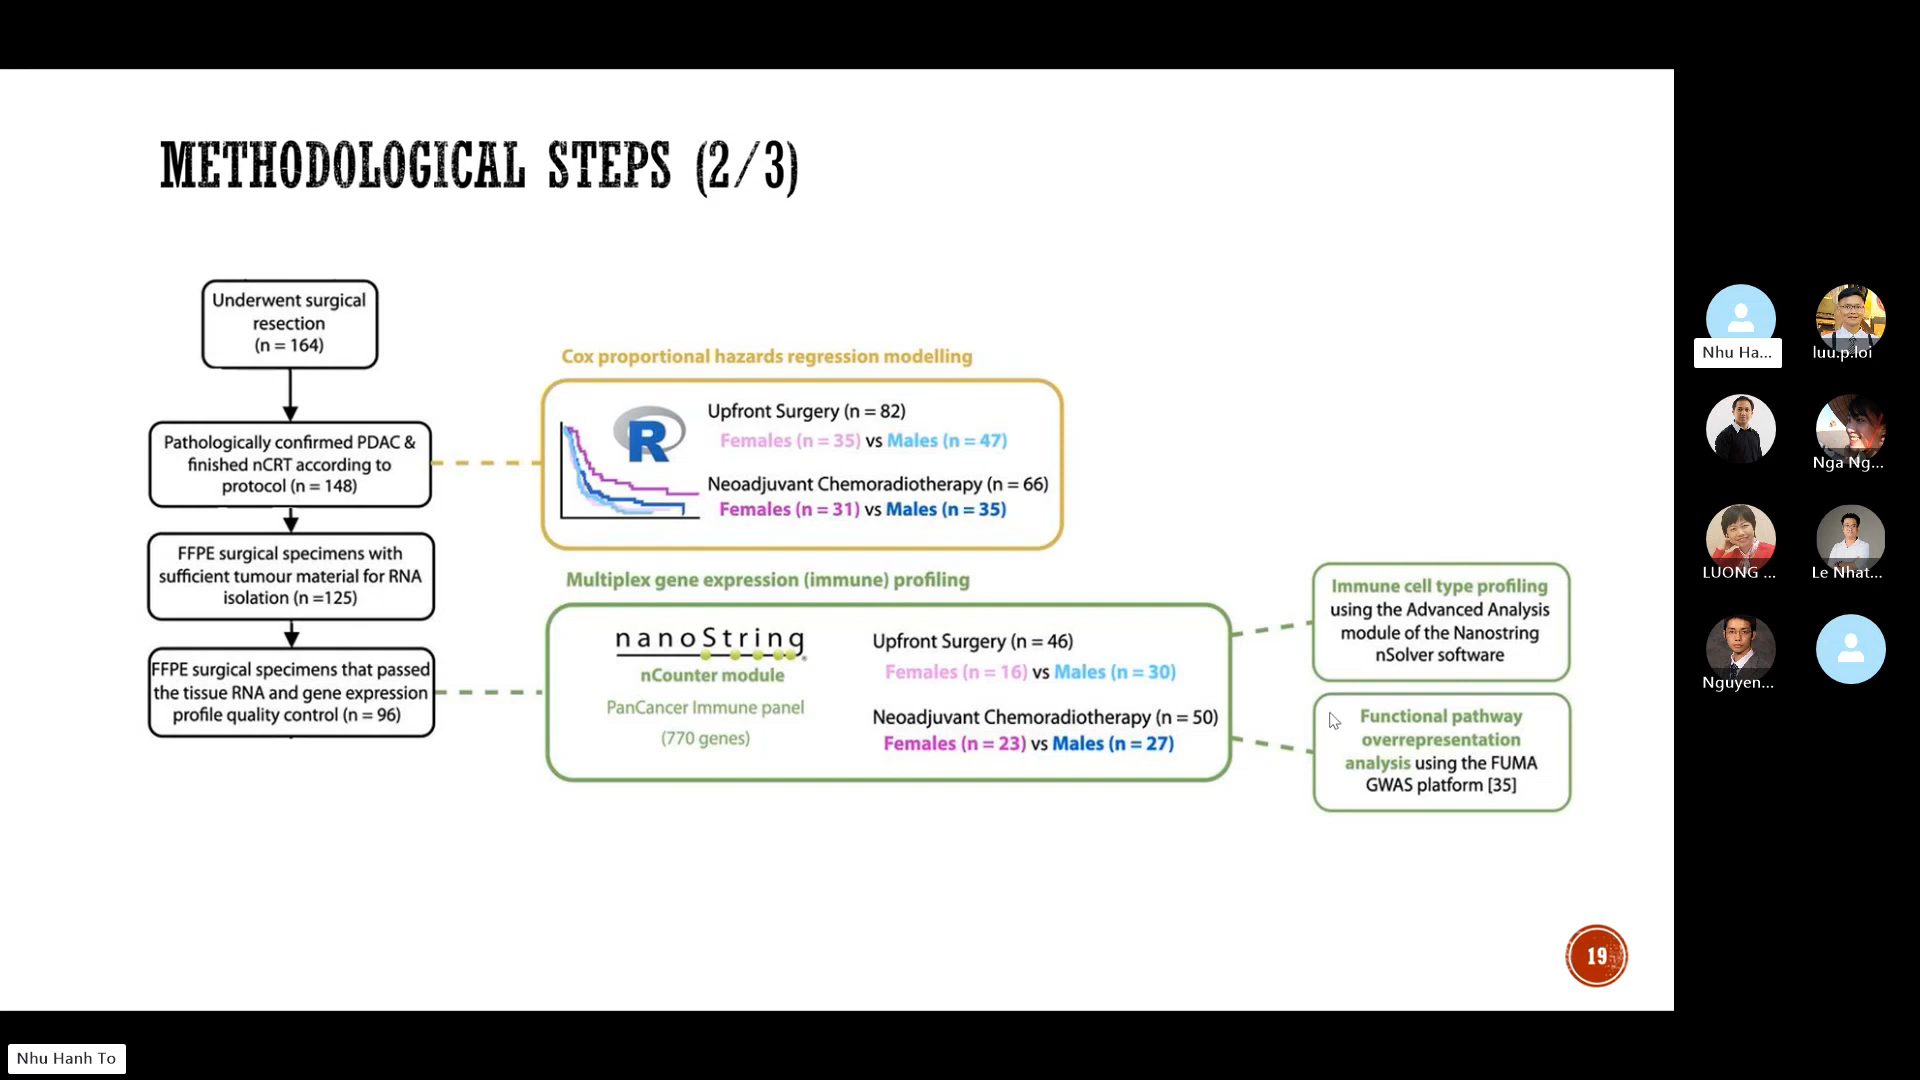 METHODOLOGICAL STEPS (2/3)
Underwent surgical
resection
(n = 164)
Pathologically confirmed PDAC &
finished nCRT according to
protocol (n = 148)
FFPE surgical specimens with
sufficient tumour material for RNA
isolation (n =125)
FFPE surgical specimens that passed
the tissue RNA and gene expression
profile quality control (n = 96)
Cox proportional hazards regression modelling
R
Upfront Surgery (n = 82)
Females (n = 35) vs Males (n = 47)
Neoadjuvant Chemoradiotherapy (n = 66)
Females (n = 31) vs Males (n = 35)
Multiplex gene expression (immune) profiling
nanoString®
nCounter module
PanCancer Immune panel
(770 genes)
Upfront Surgery (n = 46)
Females (n = 16) vs Males (n = 30)
Neoadjuvant Chemoradiotherapy (n = 50)
Females (n = 23) vs Males (n = 27)
Immune cell type profiling
using the Advanced Analysis
module of the Nanostring
nSolver software
Functional pathway
overrepresentation
analysis using the FUMA
GWAS platform [35]
19
Nhu Ha...
luu.p.loi
Nga Ng...
LUONG ...
Le Nhat...
Nguyen...
Nhu Hanh To